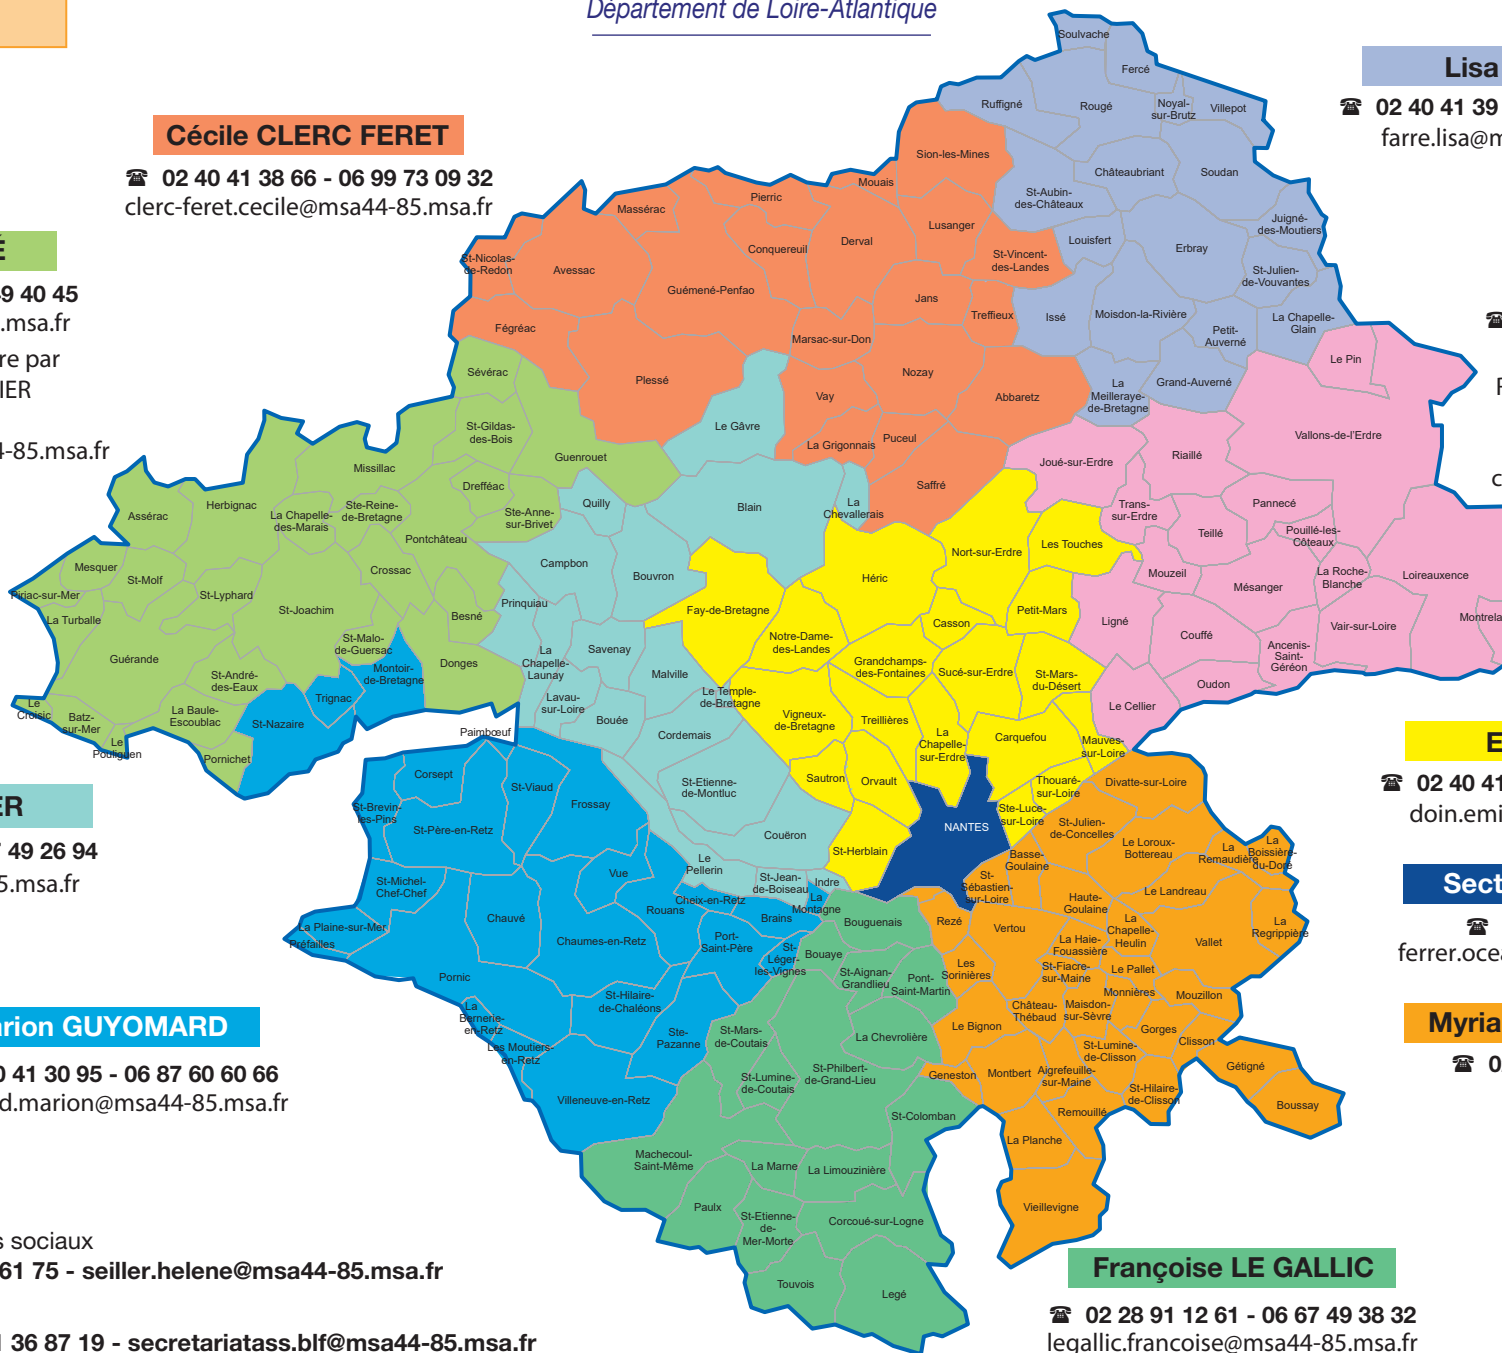 Département de Loire-Atlantique
Cécile CLERC FERET
☎ 02 40 41 38 66 - 06 99 73 09 32
clerc-feret.cecile@msa44-85.msa.fr
Lisa
☎ 02 40 41 39
farre.lisa@m
É
9 40 45
.msa.fr
re par
IER
4-85.msa.fr
ER
7 49 26 94
5.msa.fr
arion GUYOMARD
0 41 30 95 - 06 87 60 60 66
d.marion@msa44-85.msa.fr
s sociaux
61 75 - seiller.helene@msa44-85.msa.fr
1 36 87 19 - secretariatass.blf@msa44-85.msa.fr
E
☎ 02 40 41
doin.emi
Sect
☎
ferrer.ocea
Myria
☎ 02
Françoise LE GALLIC
☎ 02 28 91 12 61 - 06 67 49 38 32
legallic.francoise@msa44-85.msa.fr
Soulvache
Fercé
Ruffigné
Rougé
Noyal-
sur-Brutz
Villepot
Sion-les-Mines
Châteaubriant
Soudan
St-Aubin-
des-Châteaux
Juigné-
des-Moutiers
Louisfert
Erbray
St-Julien-
de-Vouvantes
Issé
Moisdon-la-Rivière
Petit-
Auverné
La Chapelle-
Glain
La
Meilleraye-
de-Bretagne
Grand-Auverné
Mouais
Pierric
Massérac
Lusanger
Derval
Conquereuil
St-Vincent-
des-Landes
St-Nicolas-
de-Redon
Avessac
Guémené-Penfao
Jans
Treffieux
Fégréac
Marsac-sur-Don
Plessé
Nozay
Vay
Abbaretz
La Grigonnais
Puceul
Saffré
Le Pin
Vallons-de-l'Erdre
Joué-sur-Erdre
Riaillé
Trans-
sur-Erdre
Pannecé
Teillé
Pouillé-les-
Côteaux
Mouzeil
Mésanger
La Roche-
Blanche
Loireauxence
Ligné
Couffé
Vair-sur-Loire
Montrela
Ancenis-
Saint-
Géréon
Oudon
Le Cellier
Sévérac
St-Gildas-
des-Bois
Guenrouet
Missillac
Drefféac
Ste-Anne-
sur-Brivet
Ste-Reine-
de-Bretagne
Herbignac
La Chapelle-
des-Marais
Assérac
Pontchâteau
Crossac
Mesquer
St-Molf
St-Lyphard
St-Joachim
Besné
Piriac-sur-Mer
La Turballe
Guérande
St-Malo-
de-Guersac
St-André-
des-Eaux
Donges
La Baule-
Escoublac
Le
Croisic
Batz-
sur-Mer
Le
Pouliguen
Pornichet
Montoir-
de-Bretagne
Trignac
St-Nazaire
Le Gâvre
Blain
La
Chevallerais
Quilly
Campbon
Bouvron
Prinquiau
La
Chapelle-
Launay
Savenay
Malville
Le Temple-
de-Bretagne
Lavau-
sur-Loire
Bouée
Cordemais
St-Etienne-
de-Montluc
Couëron
Le
Pellerin
St-Jean-
de-Boiseau
Indre
Paimbœuf
Nort-sur-Erdre
Les Touches
Héric
Fay-de-Bretagne
Notre-Dame-
des-Landes
Casson
Petit-Mars
Grandchamps-
des-Fontaines
Sucé-sur-Erdre
St-Mars-
du-Désert
Vigneux-
de-Bretagne
Treillières
La
Chapelle-
sur-Erdre
Carquefou
Mauves-
sur-Loire
Sautron
Orvault
Thouaré-
sur-Loire
Ste-Luce-
sur-Loire
St-Herblain
NANTES
Corsept
St-Viaud
Frossay
St-Brevin-
les-Pins
St-Père-en-Retz
St-Michel-
Chef-Chef
Vue
Rouans
Cheix-en-Retz
La
Montagne
Brains
Chauvé
Chaumes-en-Retz
Port-
Saint-Père
St-
Léger-
les-Vignes
La Plaine-sur-Mer
Préfailles
Pornic
St-Hilaire-
de-Chaléons
La
Bernerie-
en-Retz
Ste-
Pazanne
Les Moutiers-
en-Retz
Villeneuve-en-Retz
Bouguenais
Bouaye
St-Aignan-
Grandlieu
Pont-
Saint-Martin
St-Mars-
de-Coutais
La Chevrolière
St-Lumine-
de-Coutais
St-Philbert-
de-Grand-Lieu
St-Colomban
Machecoul-
Saint-Même
La Marne
La Limouzinière
Paulx
St-Etienne-
de-
Mer-Morte
Corcoué-sur-Logne
Touvois
Legé
Divatte-sur-Loire
St-Julien-
de-Concelles
Le Loroux-
Bottereau
La
Remaudière
La
Boissière-
du-Doré
Basse-
Goulaine
St-
Sébastien-
sur-Loire
Haute-
Goulaine
Le Landreau
Rezé
Vertou
La
Chapelle-
Heulin
La Haie-
Fouassière
Vallet
La
Regrippière
Les
Sorinières
St-Fiacre-
sur-Maine
Le Pallet
Monnières
Mouzillon
Château-
Thébaud
Maisdon-
sur-Sèvre
Le Bignon
Gorges
Clisson
St-Lumine-
de-Clisson
Gétigné
Geneston
Montbert
Aigrefeuille-
sur-Maine
St-Hilaire-
de-Clisson
Boussay
Remouillé
La Planche
Vieillevigne